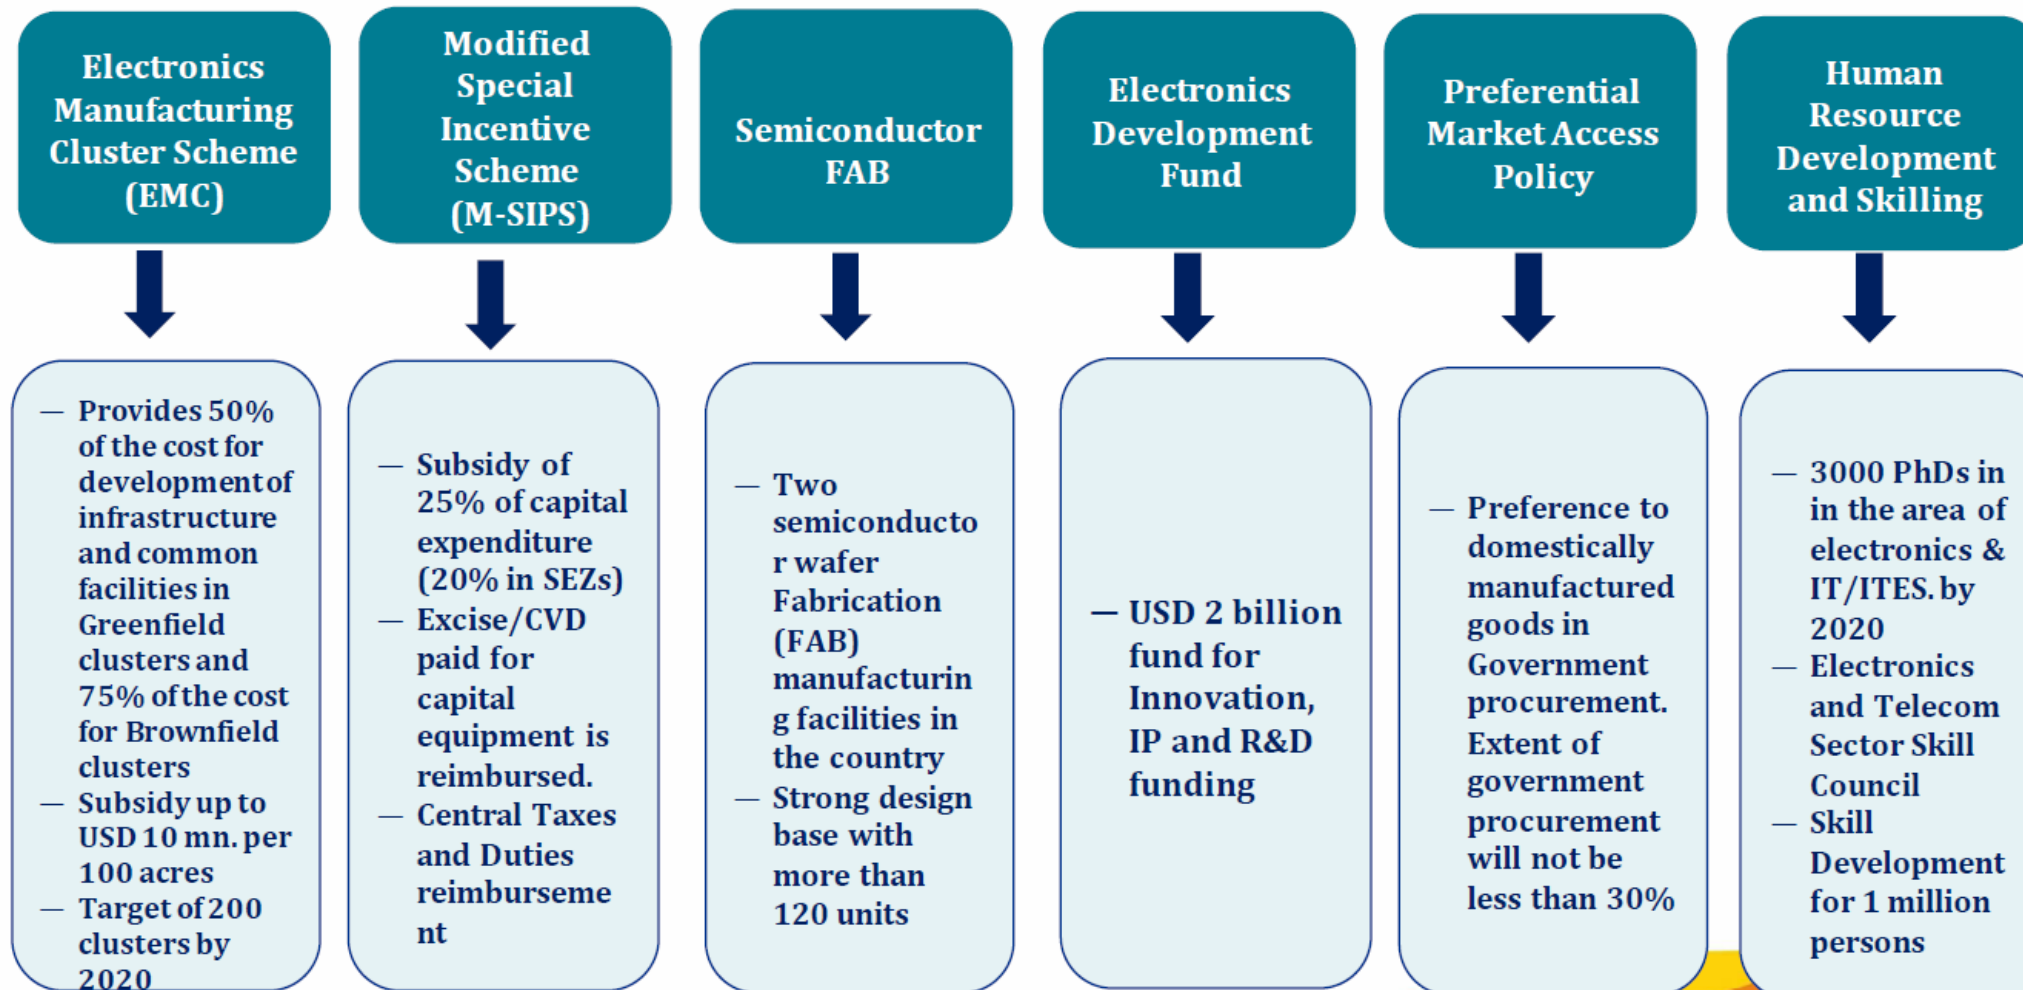 Electronics
Manufacturing
Cluster Scheme
(EMC)
Modified
Special
Incentive
Scheme
(M-SIPS)
Semiconductor
FAB
Electronics
Development
Fund
Preferential
Market Access
Policy
Human
Resource
Development
and Skilling
— Provides 50%
of the cost for
development of
infrastructure
and common
facilities in
Greenfield
clusters and
75% of the cost
for Brownfield
clusters
— Subsidy up to
USD 10 mn. per
100 acres
— Target of 200
clusters by
2020
— Subsidy of
25% of capital
expenditure
(20% in SEZs)
— Excise/CVD
paid for
capital
equipment is
reimbursed.
— Central Taxes
and Duties
reimburseme
nt
— Two
semiconducto
r wafer
Fabrication
(FAB)
manufacturin
g facilities in
the country
— Strong design
base with
more than
120 units
— USD 2 billion
fund for
Innovation,
IP and R&D
funding
— Preference to
domestically
manufactured
goods in
Government
procurement.
Extent of
government
procurement
will not be
less than 30%
— 3000 PhDs in
in the area of
electronics &
IT/ITES. by
2020
— Electronics
and Telecom
Sector Skill
Council
— Skill
Development
for 1 million
persons